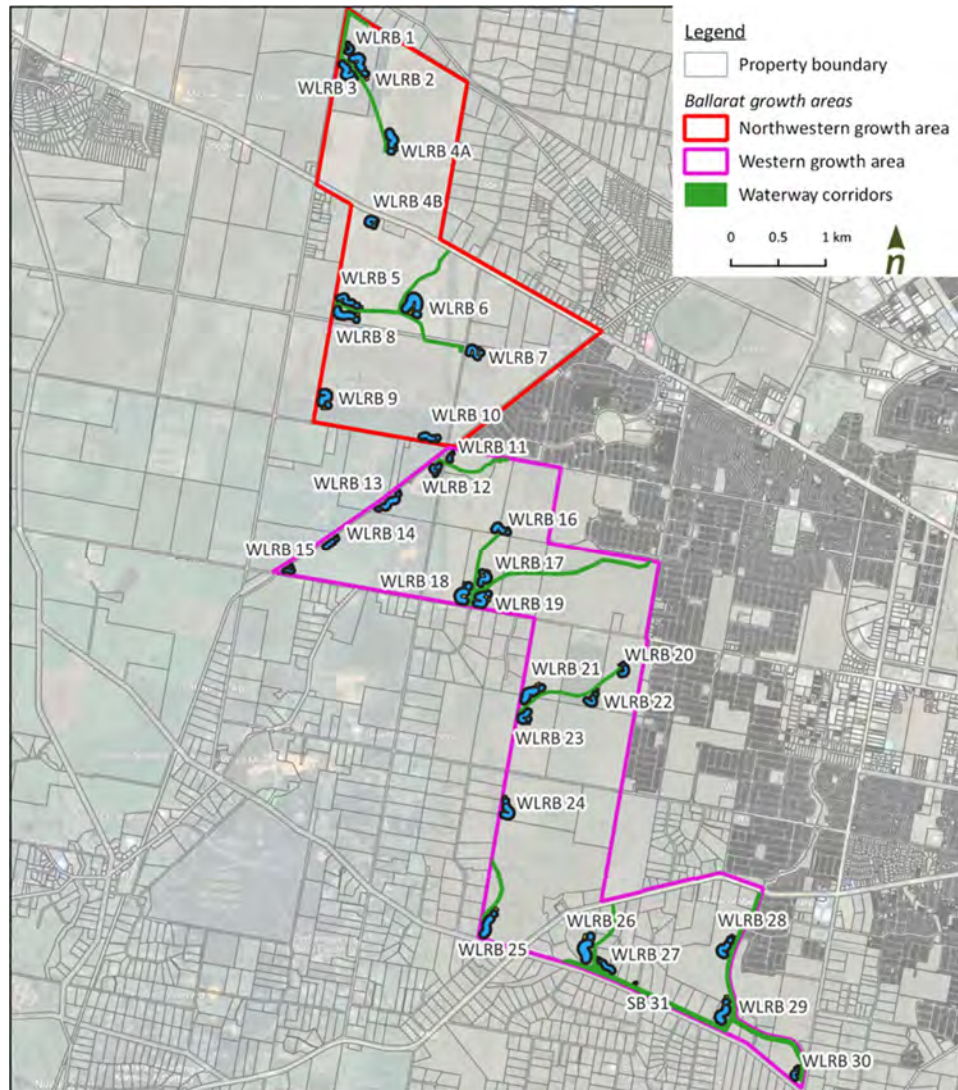 WLRB 1
WLRB 2
WLRB 3
WLRB 4A
WLRB 4B
WLRB 5
WLRB 6
WLRB 8
WLRB 7
WLRB 9
WLRB 10
WLRB 11
WLRB 12
WLRB 13
WLRB 14
WLRB 15
WLRB 16
WLRB 17
WLRB 18
WLRB 19
WLRB 20
WLRB 21
WLRB 22
WLRB 23
WLRB 24
WLRB 25
WLRB 26
WLRB 27
WLRB 28
SB 31
WLRB 29
WLRB 30
Legend
Property boundary
Ballarat growth areas
Northwestern growth area
Western growth area
Waterway corridors
0 0.5 1 km
n